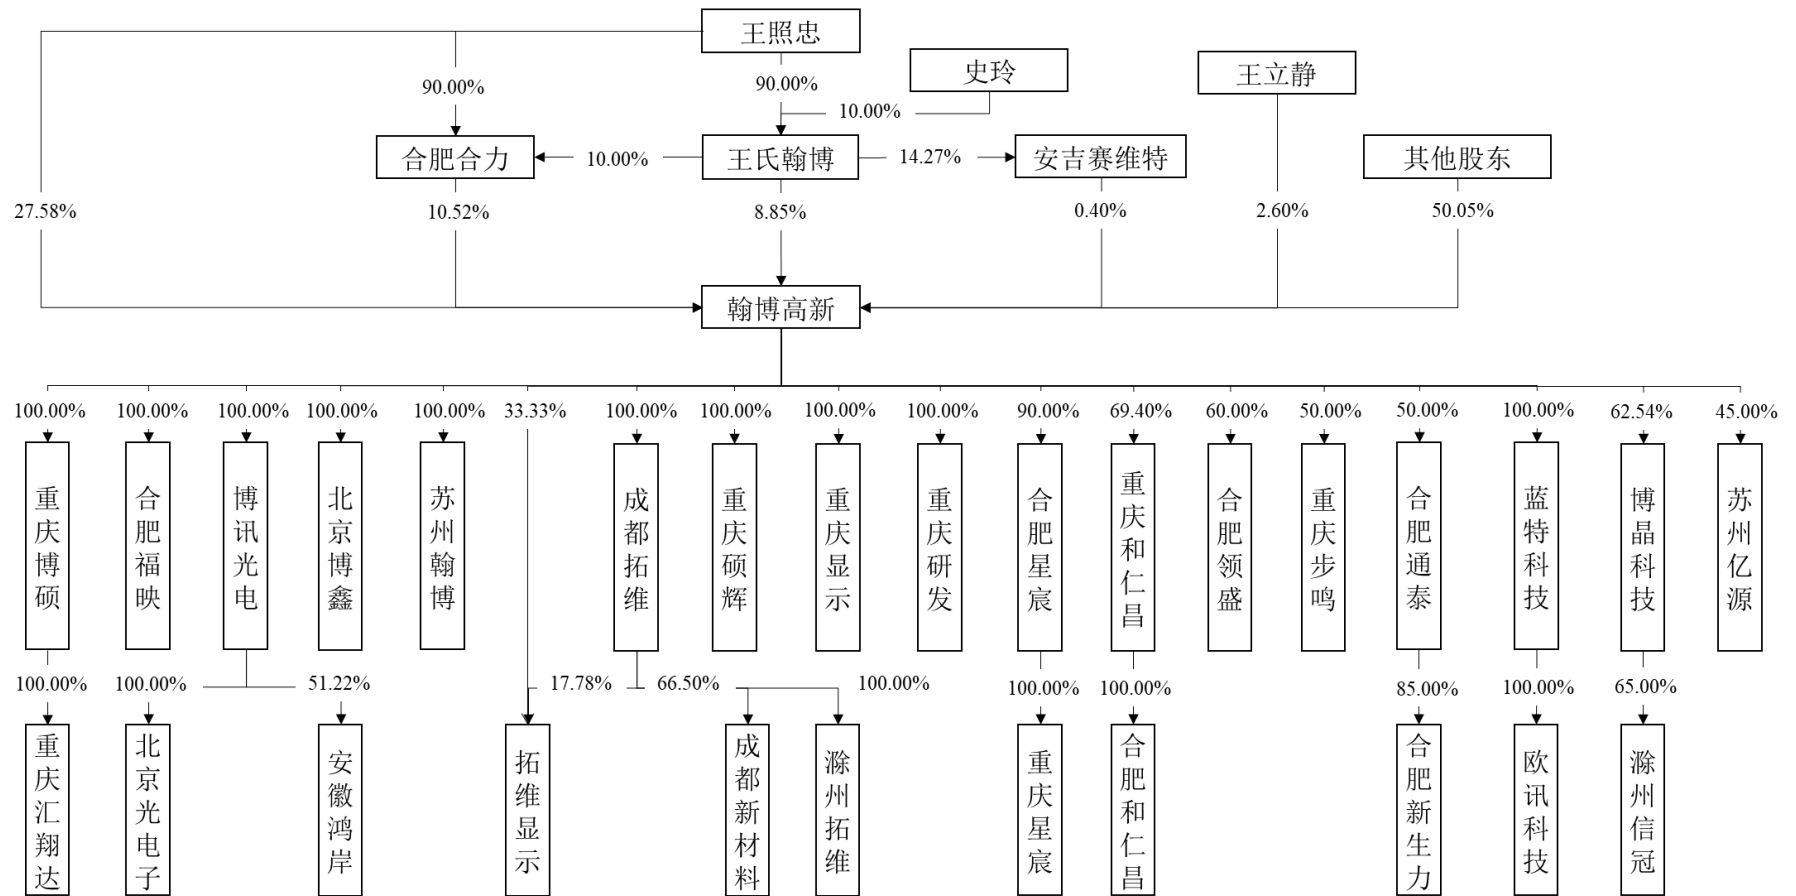 王照忠
史玲
王立静
90.00%
90.00%
10.00%
合肥合力
10.00%
王氏翰博
14.27%
安吉赛维特
其他股东
27.58%
10.52%
8.85%
0.40%
2.60%
50.05%
翰博高新
100.00%
100.00%
100.00%
100.00%
100.00%
33.33%
100.00%
100.00%
100.00%
100.00%
90.00%
69.40%
60.00%
50.00%
50.00%
100.00%
62.54%
45.00%
重庆博硕
合肥福映
博讯光电
北京博鑫
苏州翰博
成都拓维
重庆硕辉
重庆显示
重庆研发
合肥星宸
重庆和仁昌
合肥领盛
重庆步鸣
合肥通泰
蓝特科技
博晶科技
苏州亿源
100.00%
100.00%
51.22%
17.78%
66.50%
100.00%
100.00%
100.00%
85.00%
100.00%
65.00%
重庆汇翔达
北京光电子
安徽鸿岸
拓维显示
成都新材料
滁州拓维
重庆星宸
合肥和仁昌
合肥新生力
欧讯科技
滁州信冠